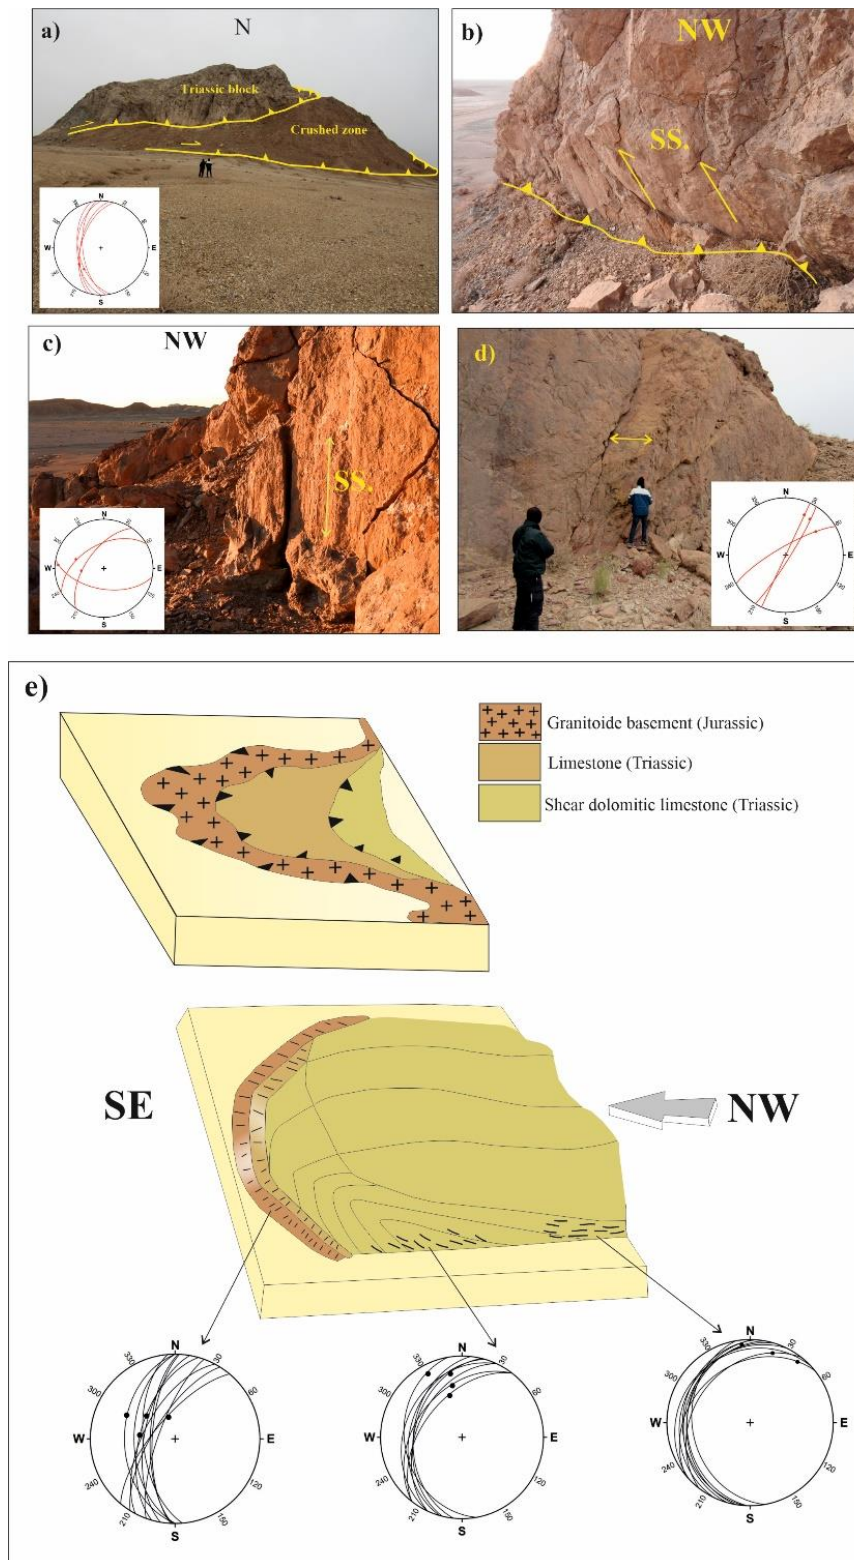 a)
N
Triassic block
Crushed zone
N
E
S
W
b)
NW
SS.
c)
NW
SS.
N
W
E
S
d)
N
W
E
S
e)
Granitoide basement (Jurassic)
Limestone (Triassic)
Shear dolomitic limestone (Triassic)
SE
NW
N
330
30
300
60
W
E
240
120
210
150
S
N
330
30
300
60
W
E
240
120
210
150
S
N
330
30
300
60
W
E
240
120
210
150
S